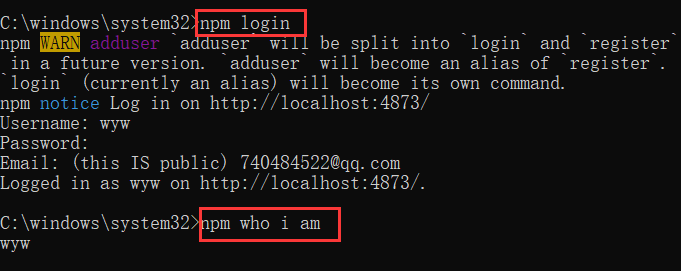 C:\windows\system32>npm login
npm WARN adduser `adduser` will be split into `login` and `register`
 in a future version. `adduser` will become an alias of `register`.
`login` (currently an alias) will become its own command.
npm notice Log in on http://localhost:4873/
Username: wyw
Password:
Email: (this IS public) 740484522@qq.com
Logged in as wyw on http://localhost:4873/.
C:\windows\system32>npm who i am
wyw